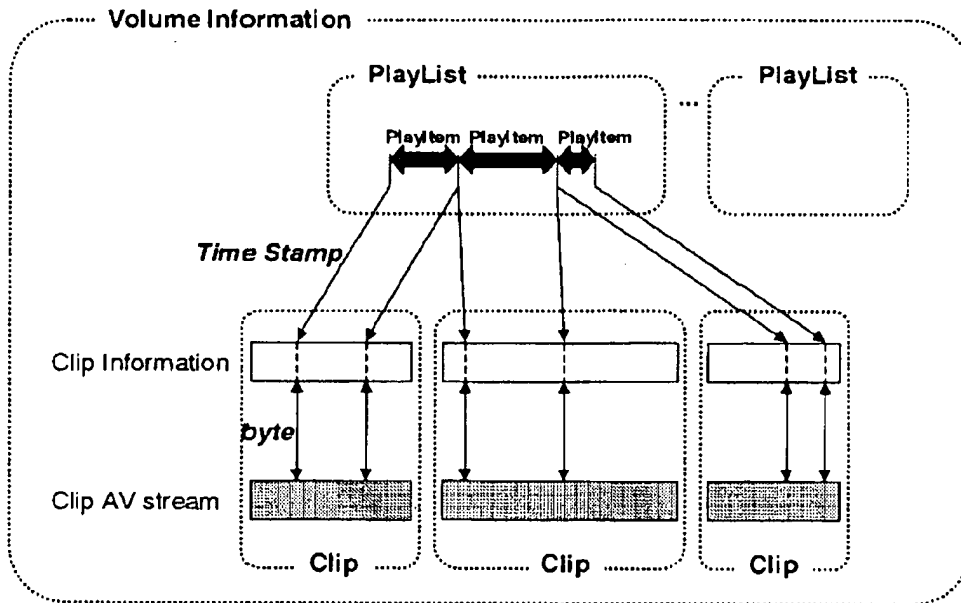 Volume Information
PlayList
...
PlayList
PlayItem PlayItem PlayItem
Time Stamp
Clip Information
byte
Clip AV stream
Clip
Clip
Clip